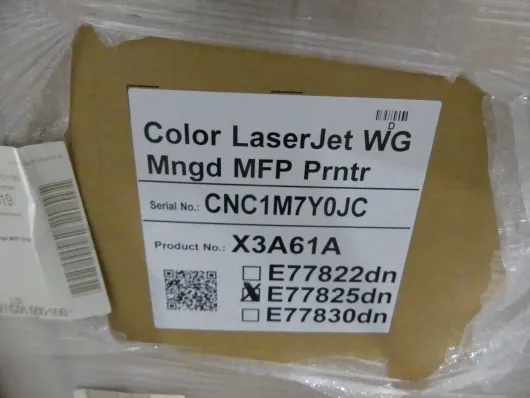 D
Color LaserJet WG
Mngd MFP Prntr
Serial No.: CNC1M7Y0JC
Product No.: X3A61A
E77822dn
E77825dn
E77830dn